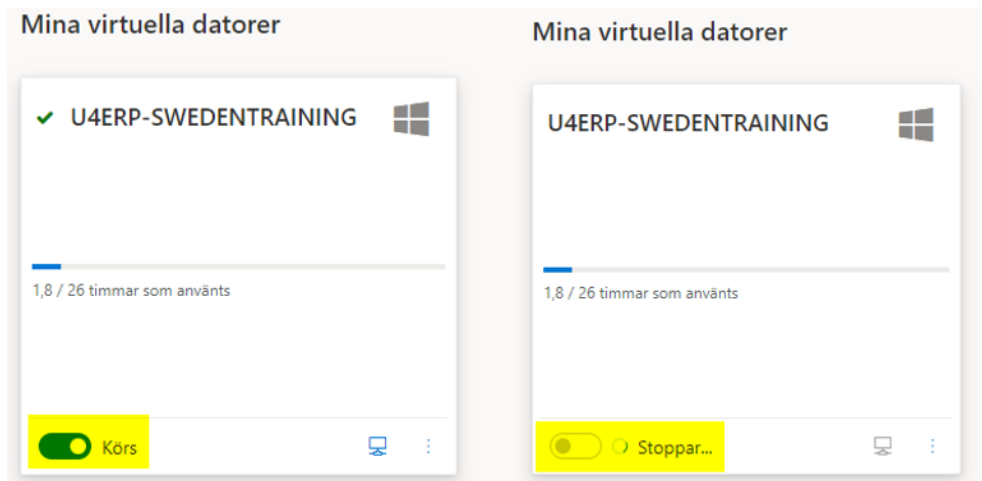 Mina virtuella datorer
U4ERP-SWEDENTRAINING
1,8 / 26 timmar som använts
Körs
Mina virtuella datorer
U4ERP-SWEDENTRAINING
1,8 / 26 timmar som använts
Stoppar...